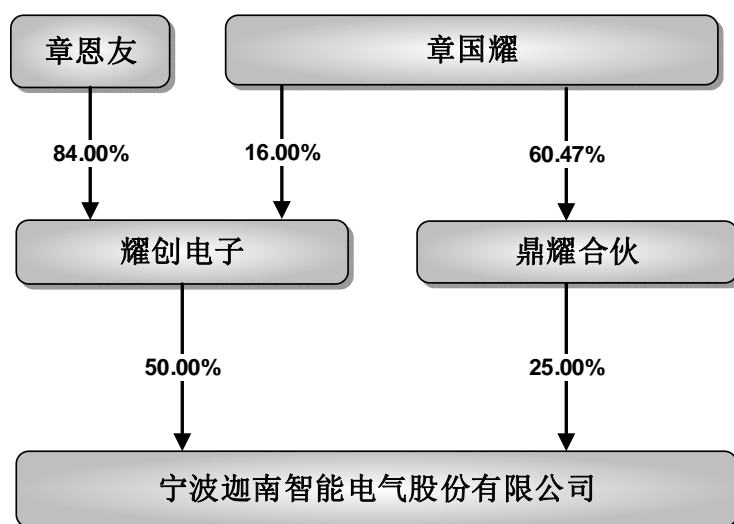 章恩友
章国耀
84.00%
16.00%
60.47%
耀创电子
鼎耀合伙
50.00%
25.00%
宁波迦南智能电气股份有限公司